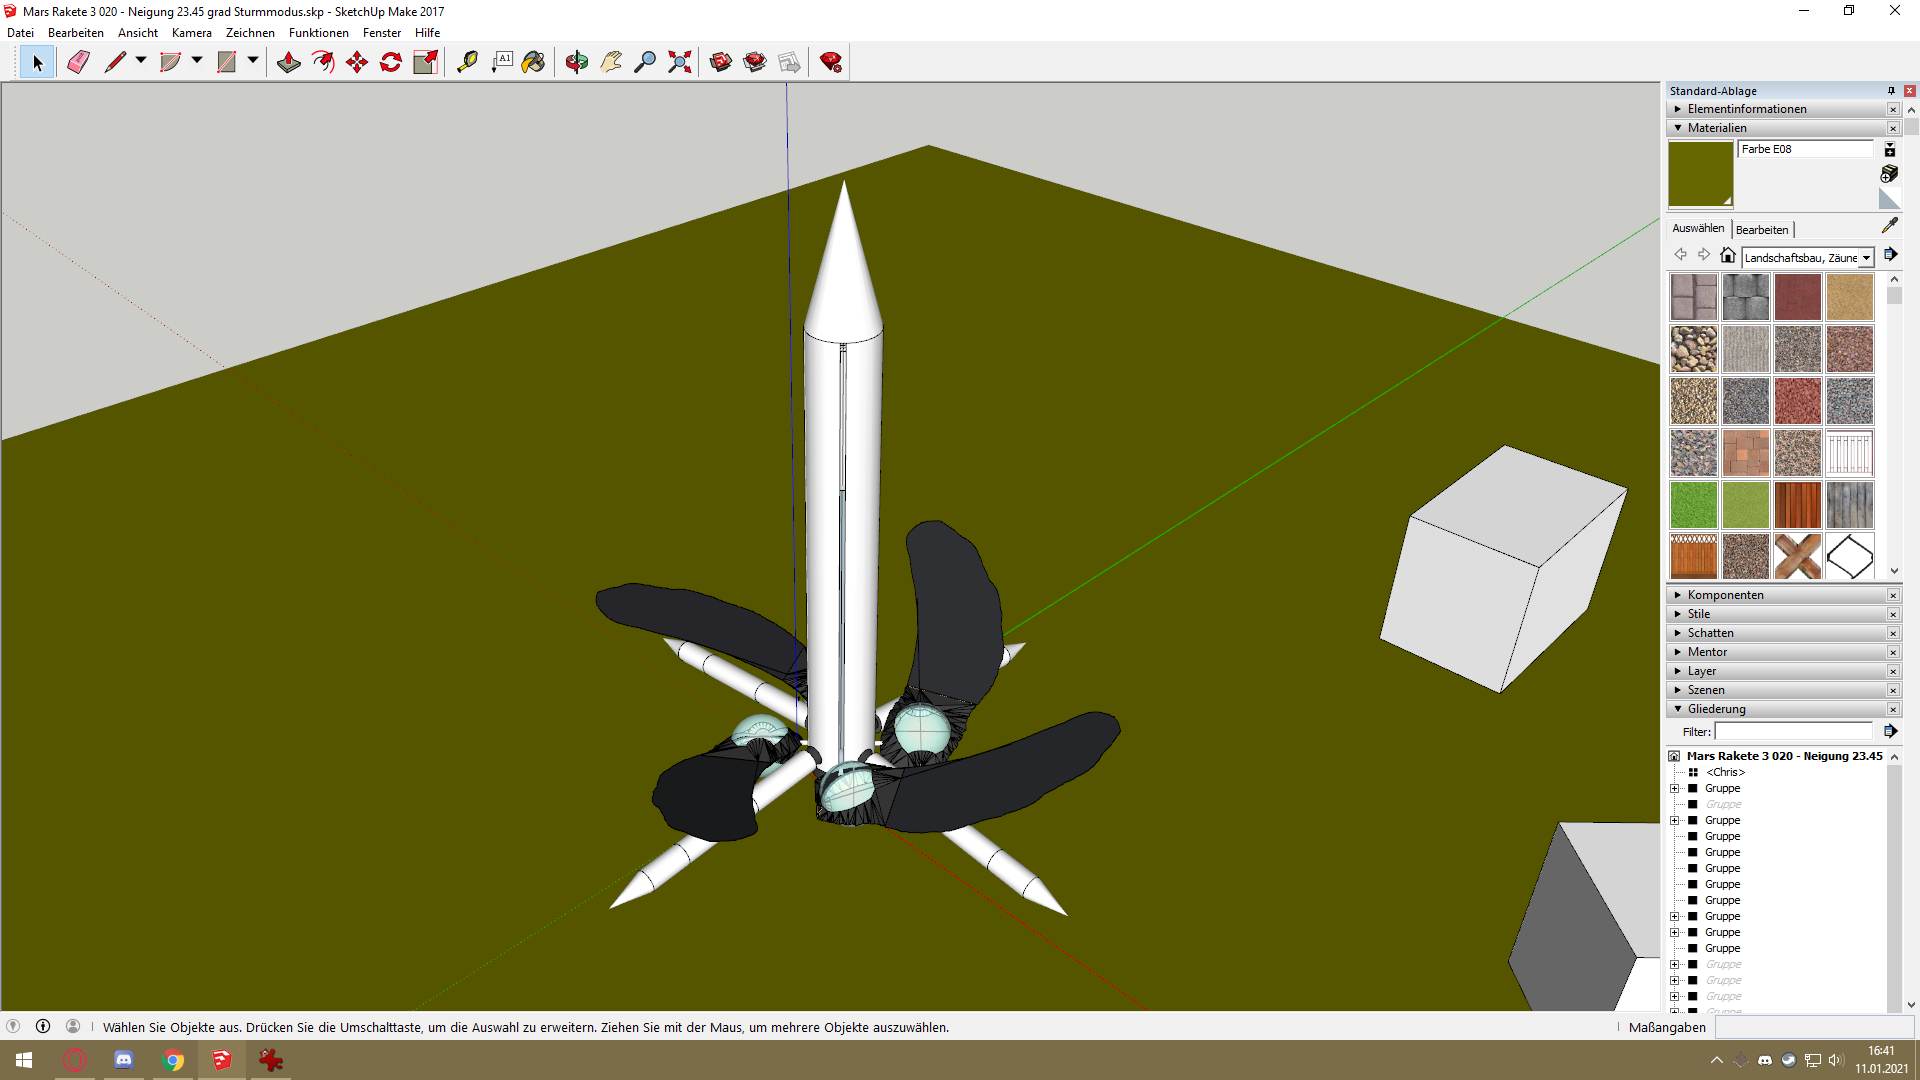 Mars Rakete 3 020 - Neigung 23.45 grad Sturmmodus.skp - SketchUp Make 2017
Datei Bearbeiten Ansicht Kamera Zeichnen Funktionen Fenster Hilfe
A1
Standard-Ablage
Elementinformationen
Materialien
Farbe E08
Auswählen Bearbeiten
Landschaftsbau, Zäune
Komponenten
Stile
Schatten
Mentor
Layer
Szenen
Gliederung
Filter:
Mars Rakete 3 020 - Neigung 23.45
<Chris>
Gruppe
Gruppe
Gruppe
Gruppe
Gruppe
Gruppe
Gruppe
Gruppe
Gruppe
Gruppe
Gruppe
Gruppe
Gruppe
Gruppe
Wählen Sie Objekte aus. Drücken Sie die Umschalttaste, um die Auswahl zu erweitern. Ziehen Sie mit der Maus, um mehrere Objekte auszuwählen.
Maßangaben
16:41
11.01.2021